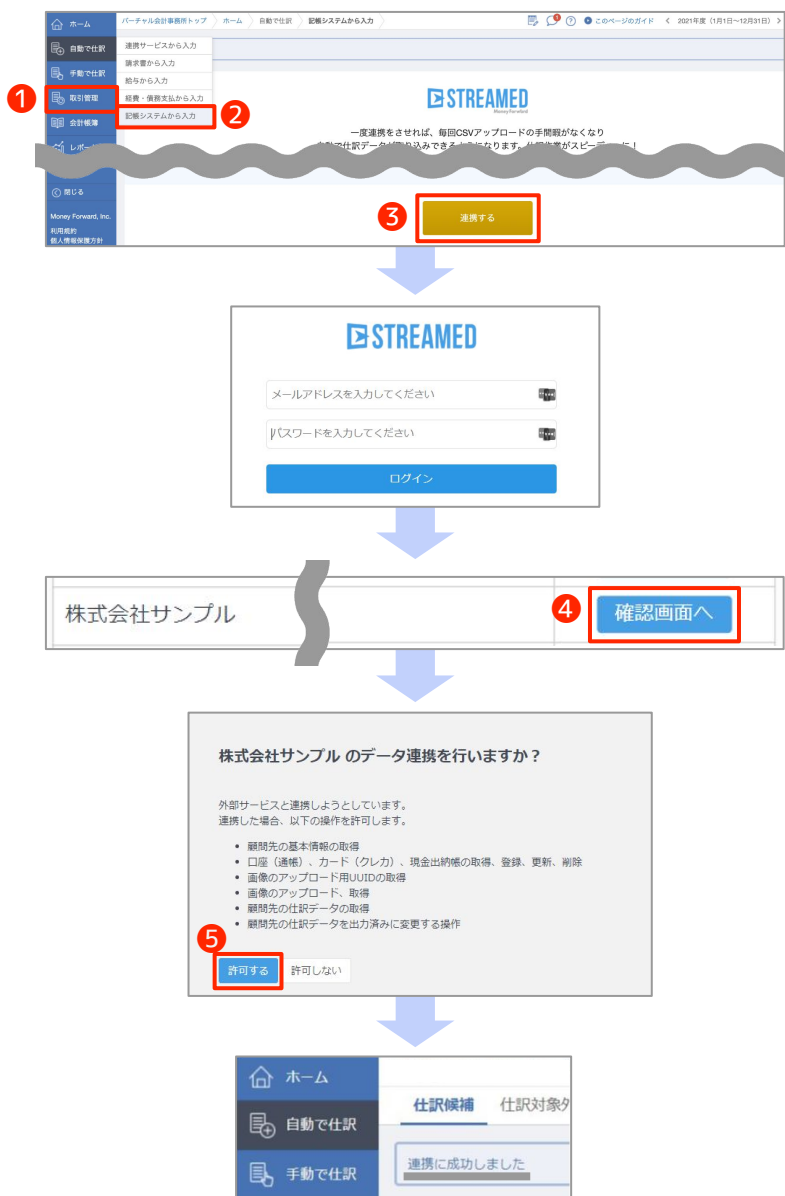 ホーム
バーチャル会計事務所トップ ホーム 自動で仕訳 記帳システムから入力
このページのガイド < 2021年度 (1月1日〜12月31日) >
自動で仕訳
連携サービスから入力
請求書から入力
手動で仕訳
給与から入力
1
取引管理
経費・債務支払から入力
STREAMED
Money Forward
記帳システムから入力
2
会計帳簿
一度連携をさせれば、毎回CSVアップロードの手間暇がなくなり
閉じる
3
連携する
Money Forward, Inc.
利用規約
個人情報保護方針
STREAMED
Money Forward
メールアドレスを入力してください
パスワードを入力してください
ログイン
株式会社サンプル
4
確認画面へ
株式会社サンプル のデータ連携を行いますか？
外部サービスと連携しようとしています。
連携した場合、以下の操作を許可します。
• 顧問先の基本情報の取得
• 口座（通帳）、カード（クレカ）、現金出納帳の取得、登録、更新、削除
• 画像のアップロード用UUIDの取得
• 画像のアップロード、取得
• 顧問先の仕訳データの取得
• 顧問先の仕訳データを出力済みに変更する操作
5
許可する 許可しない
ホーム
仕訳候補 仕訳対象
自動で仕訳
連携に成功しました
手動で仕訳